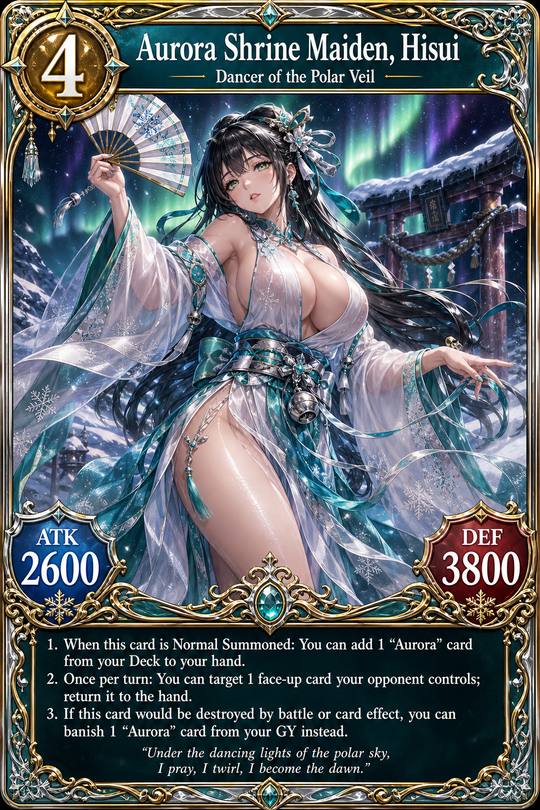 4
Aurora Shrine Maiden, Hisui
Dancer of the Polar Veil
ATK
2600
DEF
3800
1. When this card is Normal Summoned: You can add 1 “Aurora” card
from your Deck to your hand.
2. Once per turn: You can target 1 face-up card your opponent controls;
return it to the hand.
3. If this card would be destroyed by battle or card effect, you can
banish 1 “Aurora” card from your GY instead.
“Under the dancing lights of the polar sky,
I pray, I twirl, I become the dawn.”